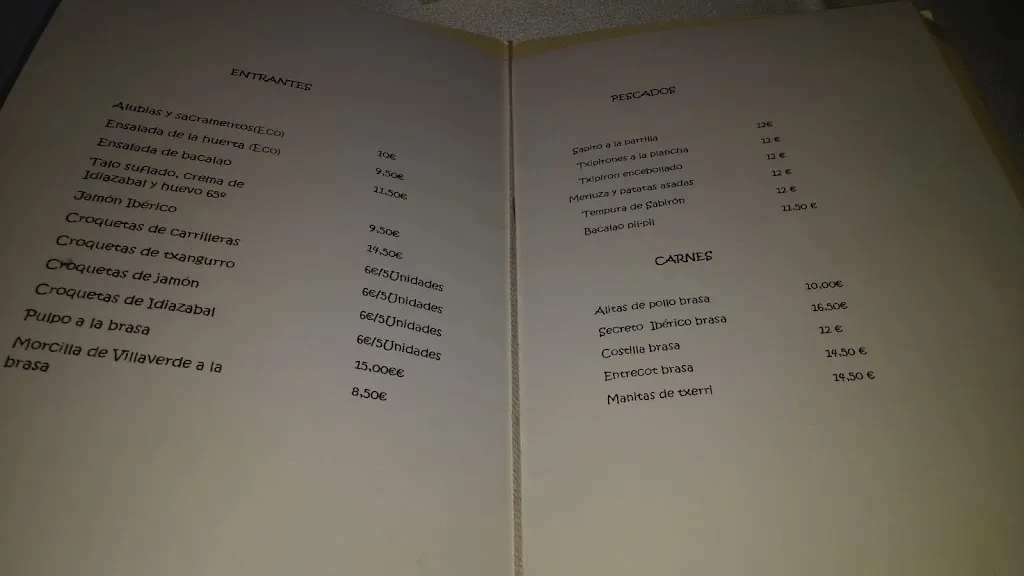 ENTRANTES
Alubias y sacramentos(Eco) 10€
Ensalada de la huerta (Eco) 9,50€
Ensalada de bacalao 11,50€
Talo suflado, crema de
Idiazabal y huevo 65º 9,50€
Jamón Ibérico 14,50€
Croquetas de carrilleras 6€/5Unidades
Croquetas de txangurro 6€/5Unidades
Croquetas de jamón 6€/5Unidades
Croquetas de Idiazabal 6€/5Unidades
Pulpo a la brasa 15,00€€
Morcilla de Villaverde a la
brasa 8,50€
PESCADOS
Sapito a la parrilla 12€
Txipirones a la plancha 12 €
Txipiron encebollado 12 €
Merluza y patatas asadas 12 €
Tempura de Sabirón 12 €
Bacalao pil-pil 11.50 €
CARNES
Alitas de pollo brasa 10,00€
Secreto Ibérico brasa 16,50€
Costilla brasa 12 €
Entrecot brasa 14,50 €
Manitas de txerri 14,50 €